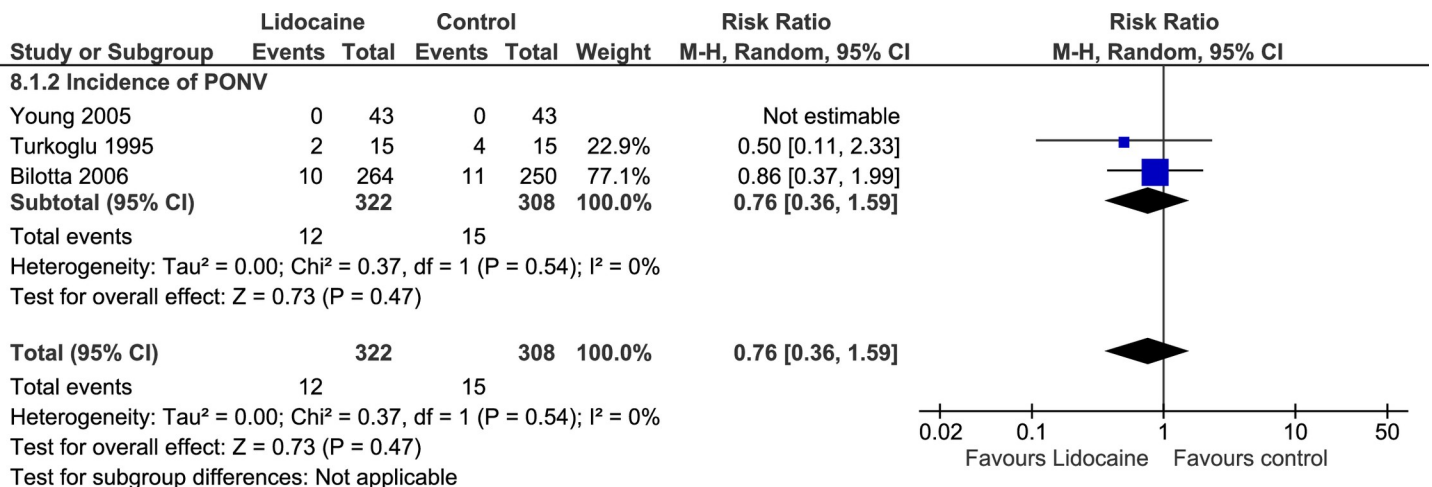 Lidocaine Control Risk Ratio Risk Ratio
Study or Subgroup Events Total Events Total Weight M-H, Random, 95% CI M-H, Random, 95% CI
8.1.2 Incidence of PONV
Young 2005 0 43 0 43 Not estimable
Turkoglu 1995 2 15 4 15 22.9% 0.50 [0.11, 2.33]
Bilotta 2006 10 264 11 250 77.1% 0.86 [0.37, 1.99]
Subtotal (95% CI) 322 308 100.0% 0.76 [0.36, 1.59]
Total events 12 15
Heterogeneity: Tau² = 0.00; Chi² = 0.37, df = 1 (P = 0.54); I² = 0%
Test for overall effect: Z = 0.73 (P = 0.47)
Total (95% CI) 322 308 100.0% 0.76 [0.36, 1.59]
Total events 12 15
Heterogeneity: Tau² = 0.00; Chi² = 0.37, df = 1 (P = 0.54); I² = 0%
Test for overall effect: Z = 0.73 (P = 0.47)
Test for subgroup differences: Not applicable
0.02 0.1 1 10 50
Favours Lidocaine Favours control